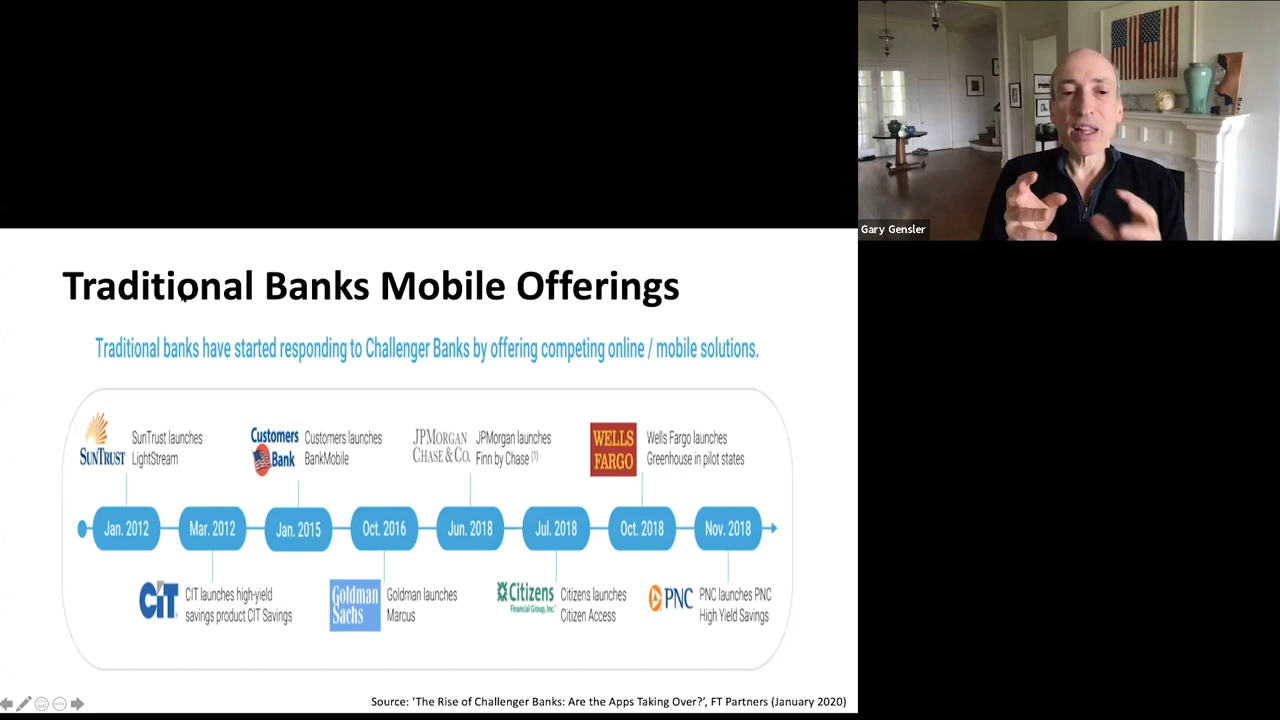 Gary Gensler
Traditional Banks Mobile Offerings
Traditional banks have started responding to Challenger Banks by offering competing online / mobile solutions.
SUNTRUST
SunTrust launches
LightStream
Customers
Bank
Customers launches
BankMobile
JPMORGAN
CHASE & CO.
JPMorgan launches
Finn by Chase (1)
WELLS
FARGO
Wells Fargo launches
Greenhouse in pilot states
Jan. 2012
Mar. 2012
Jan. 2015
Oct. 2016
Jun. 2018
Jul. 2018
Oct. 2018
Nov. 2018
CIT
CIT launches high-yield
savings product CIT Savings
Goldman
Sachs
Goldman launches
Marcus
Citizens
Financial Group, Inc.
Citizens launches
Citizen Access
PNC
PNC launches PNC
High Yield Savings
Source: ‘The Rise of Challenger Banks: Are the Apps Taking Over?’, FT Partners (January 2020)